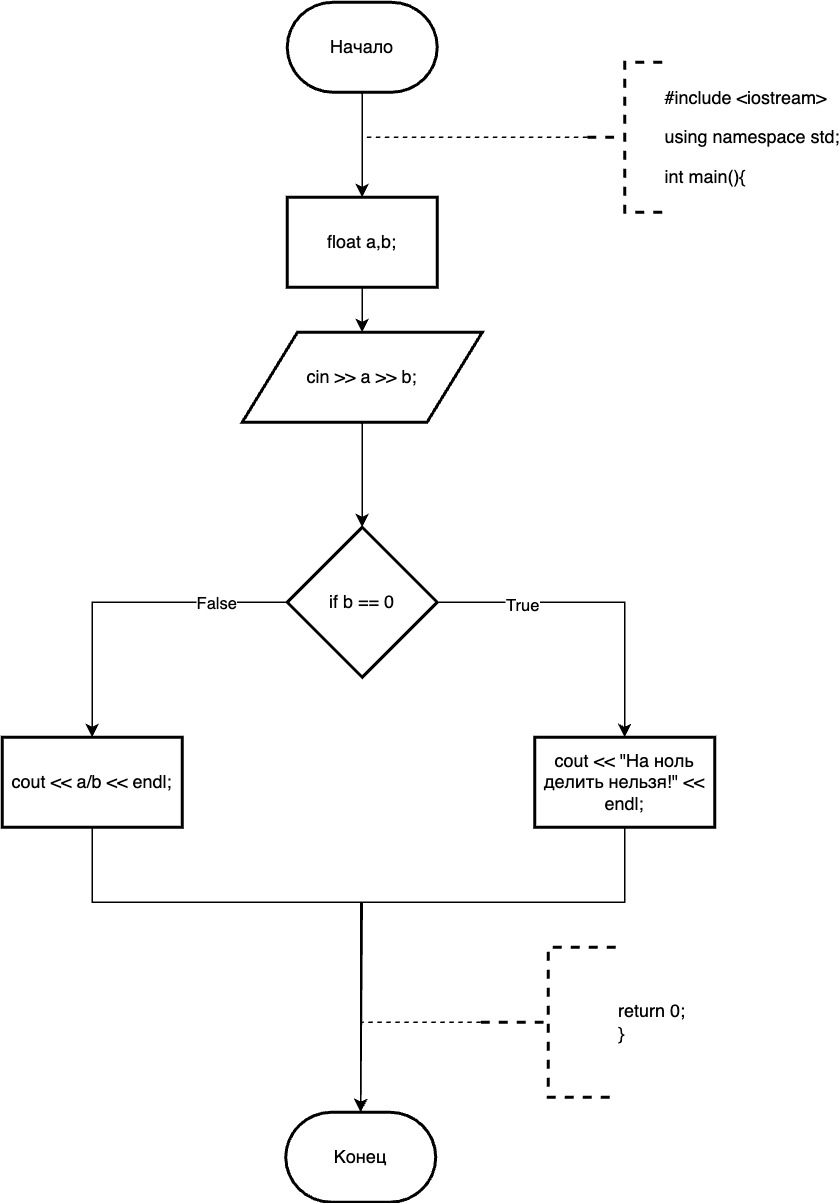 Начало
#include <iostream>
using namespace std;
int main(){
float a,b;
cin >> a >> b;
if b == 0
False
True
cout << a/b << endl;
cout << "На ноль
делить нельзя!" <<
endl;
return 0;
}
Конец